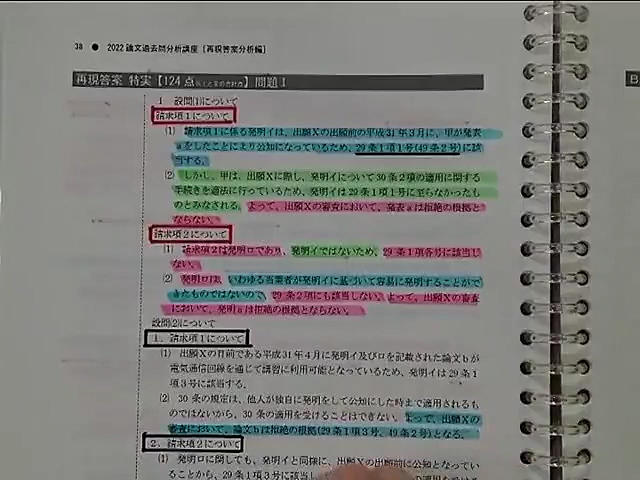 38 ● 2022 論文過去問分析講座［再現答案分析編］
再現答案 特実【124点】問題Ⅰ
1 設問(1)について
請求項1について
(1) 請求項1に係る発明イは、出願Xの出願前の平成31年3月に、甲が発表
aをしたことにより公知になっているため、29条1項1号(49条2号)に該
当する。
(2) しかし、甲は、出願Xに際し、発明イについて30条2項の適用に関する
手続きを適法に行っているため、発明イは29条1項1号に至らなかったも
のとみなされる。よって、出願Xの審査において、発表aは拒絶の根拠と
ならない。
請求項2について
(1) 請求項2は発明ロであり、発明イではないため、29条1項各号に該当し
ない。
(2) 発明ロは、いわゆる当業者が発明イに基づいて容易に発明することがで
きたものではないので、29条2項にも該当しない。よって、出願Xの審査
において、発明aは拒絶の根拠とならない。
設問(2)について
1. 請求項1について
(1) 出願Xの日前である平成31年4月に発明イ及びロを記載された論文bが
電気通信回線を通じて講習に利用可能となっているため、発明イは29条1
項3号に該当する。
(2) 30条の規定は、他人が独自に発明をして公知にした時まで適用されるも
のではないから、30条の適用を受けることはできない。よって、出願Xの
審査において、論文bは拒絶の根拠(29条1項3号、49条2号)となる。
2. 請求項2について
(1) 発明ロに関しても、発明イと同様に、Xの出願前に公知となってい
ることから、29条1項3号に該当し